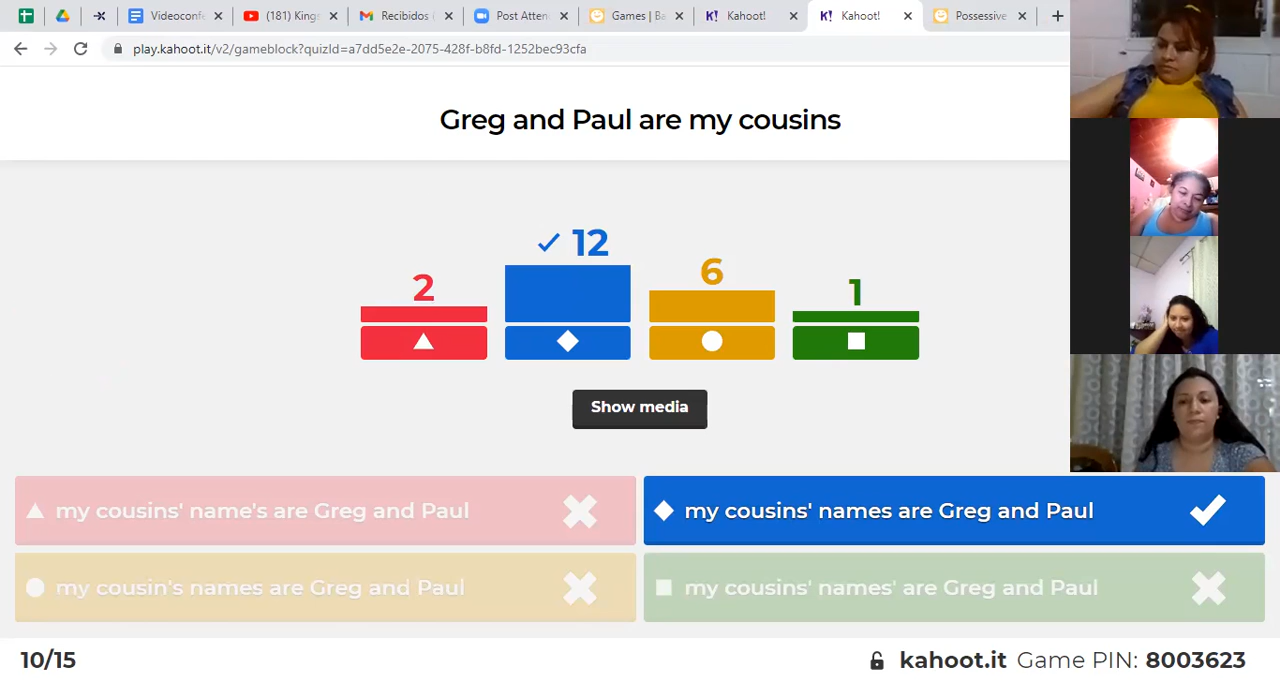 Videoconf
(181) King
Recibidos
Post Atten
Games | Ba
Kahoot!
Kahoot!
Possessive
play.kahoot.it/v2/gameblock?quizId=a7dd5e2e-2075-428f-b8fd-1252bec93cfa
Greg and Paul are my cousins
2
12
6
1
Show media
my cousins' name's are Greg and Paul
my cousins' names are Greg and Paul
my cousin's names are Greg and Paul
my cousins' names' are Greg and Paul
10/15
kahoot.it Game PIN: 8003623